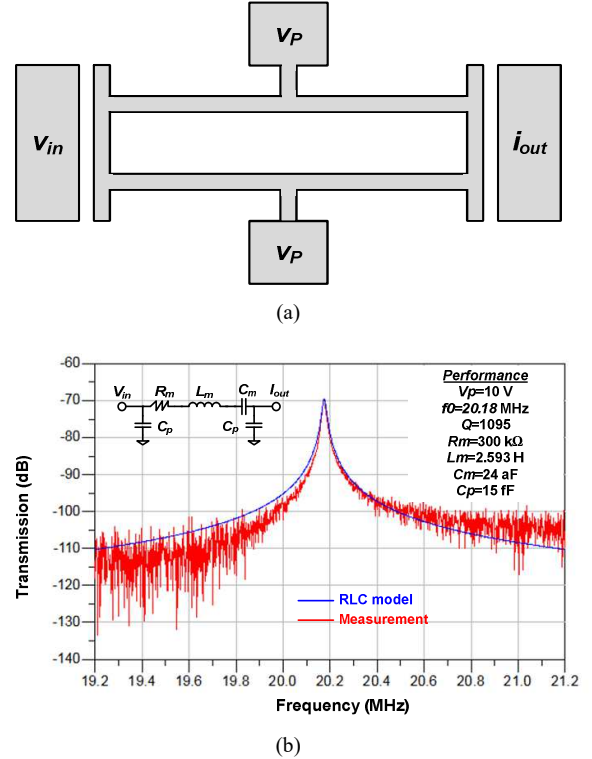 vP
vin
iout
vP
(a)
-60
-70
-80
-90
-100
-110
-120
-130
-140
Transmission (dB)
Vin Rm Lm Cm Iout
Cp Cp
Performance
Vp=10 V
f0=20.18 MHz
Q=1095
Rm=300 kΩ
Lm=2.593 H
Cm=24 aF
Cp=15 fF
RLC model
Measurement
19.2 19.4 19.6 19.8 20.0 20.2 20.4 20.6 20.8 21.0 21.2
Frequency (MHz)
(b)